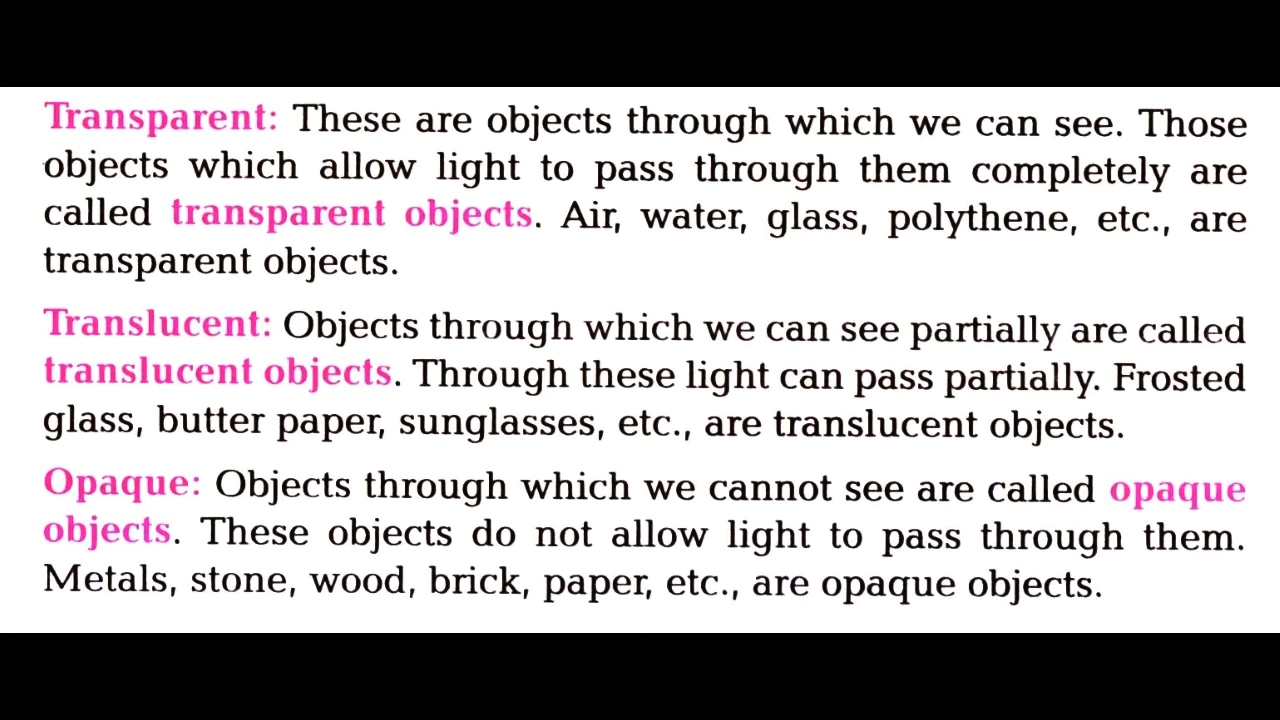 Transparent: These are objects through which we can see. Those
objects which allow light to pass through them completely are
called transparent objects. Air, water, glass, polythene, etc., are
transparent objects.
Translucent: Objects through which we can see partially are called
translucent objects. Through these light can pass partially. Frosted
glass, butter paper, sunglasses, etc., are translucent objects.
Opaque: Objects through which we cannot see are called opaque
objects. These objects do not allow light to pass through them.
Metals, stone, wood, brick, paper, etc., are opaque objects.